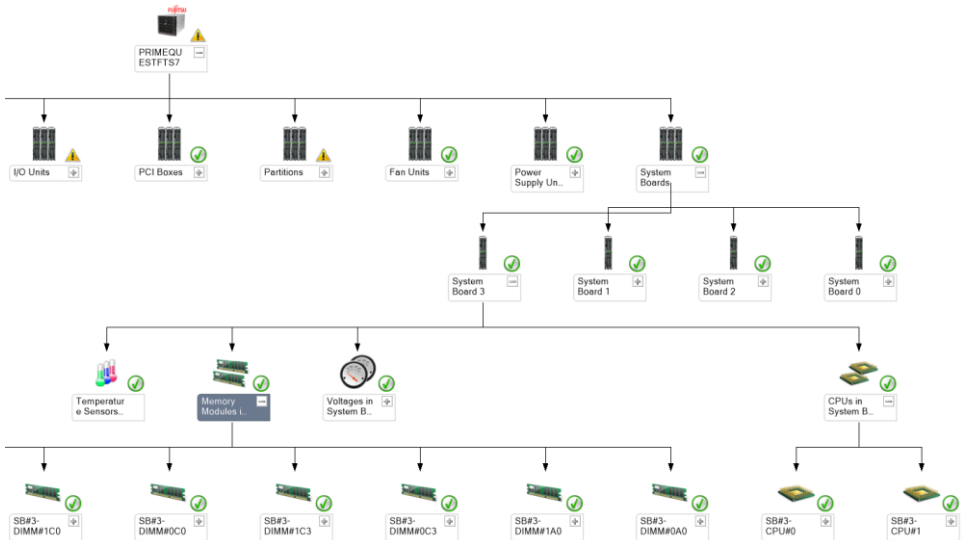 FUJITSU
PRIMEQU
ESTFTS7
I/O Units
PCI Boxes
Partitions
Fan Units
Power
Supply Un..
System
Boards
System
Board 3
System
Board 1
System
Board 2
System
Board 0
Temperatur
e Sensors..
Memory
Modules i..
Voltages in
System B..
CPUs in
System B..
SB#3-
DIMM#1C0
SB#3-
DIMM#0C0
SB#3-
DIMM#1C3
SB#3-
DIMM#0C3
SB#3-
DIMM#1A0
SB#3-
DIMM#0A0
SB#3-
CPU#0
SB#3-
CPU#1